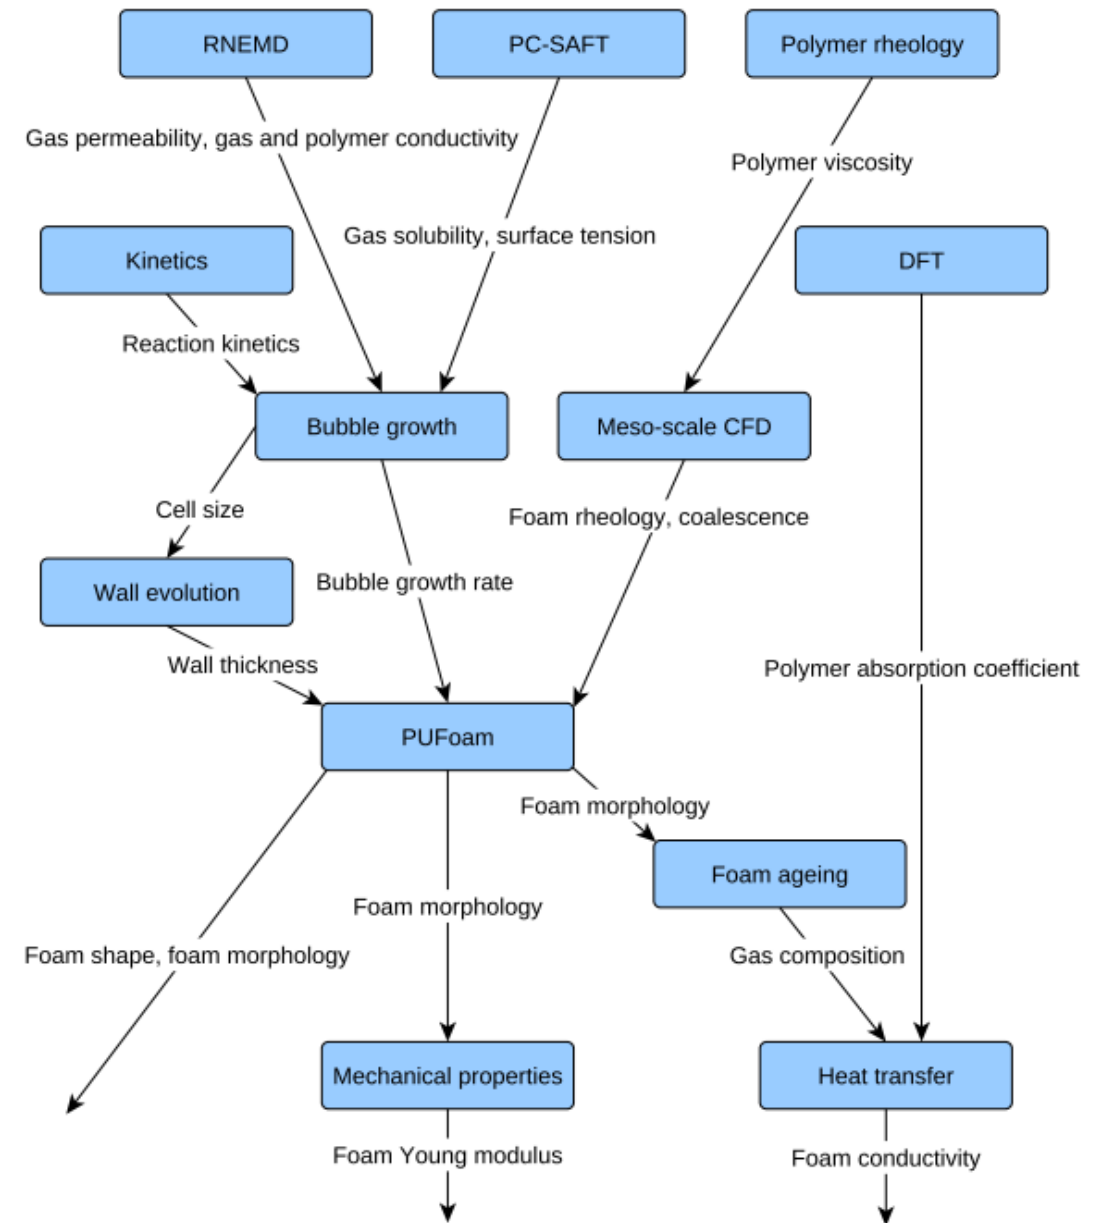 RNEMD
PC-SAFT
Polymer rheology
Gas permeability, gas and polymer conductivity
Polymer viscosity
Gas solubility, surface tension
Kinetics
DFT
Reaction kinetics
Bubble growth
Meso-scale CFD
Cell size
Foam rheology, coalescence
Bubble growth rate
Wall evolution
Wall thickness
Polymer absorption coefficient
PUFoam
Foam morphology
Foam ageing
Foam morphology
Foam shape, foam morphology
Gas composition
Mechanical properties
Heat transfer
Foam Young modulus
Foam conductivity